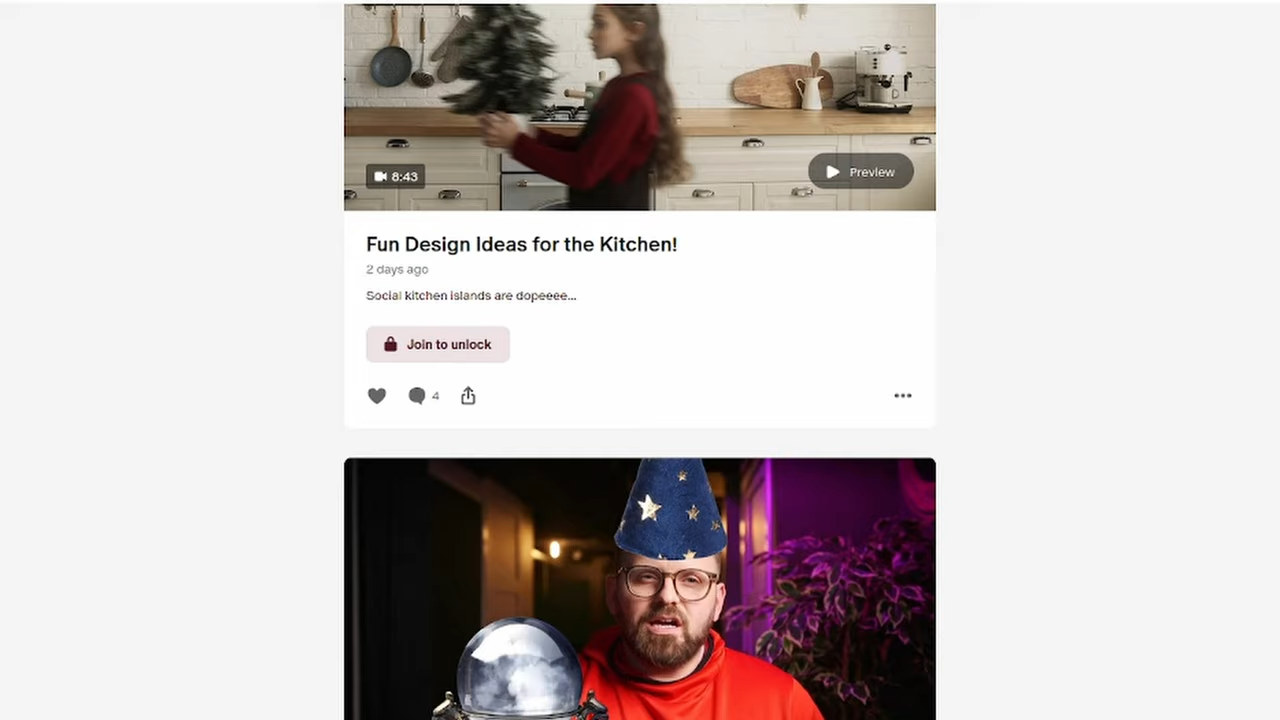 8:43
Preview
Fun Design Ideas for the Kitchen!
2 days ago
Social kitchen islands are dopeeee...
Join to unlock
4